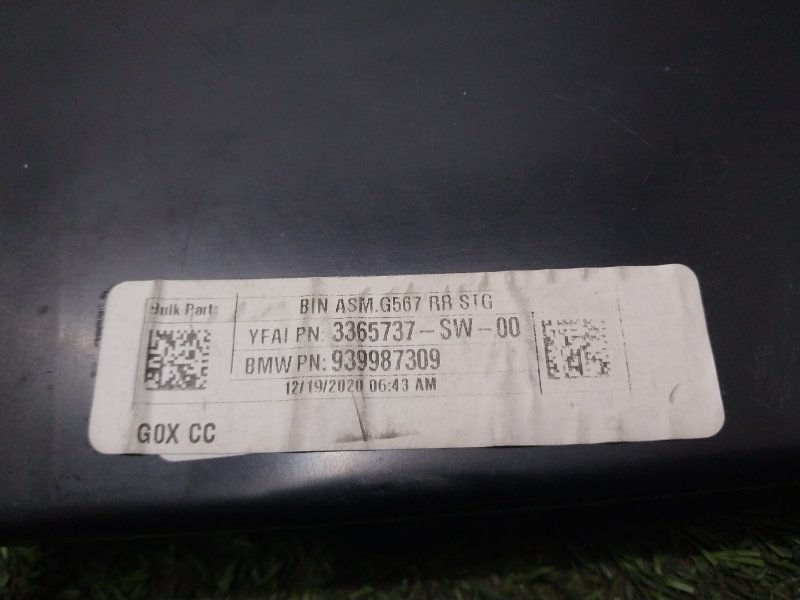 Bulk Part:
BIN ASM.G567 RR STG
YFAI PN: 3365737-SW-00
BMW PN: 939987309
12/19/2020 06:43 AM
G0X CC